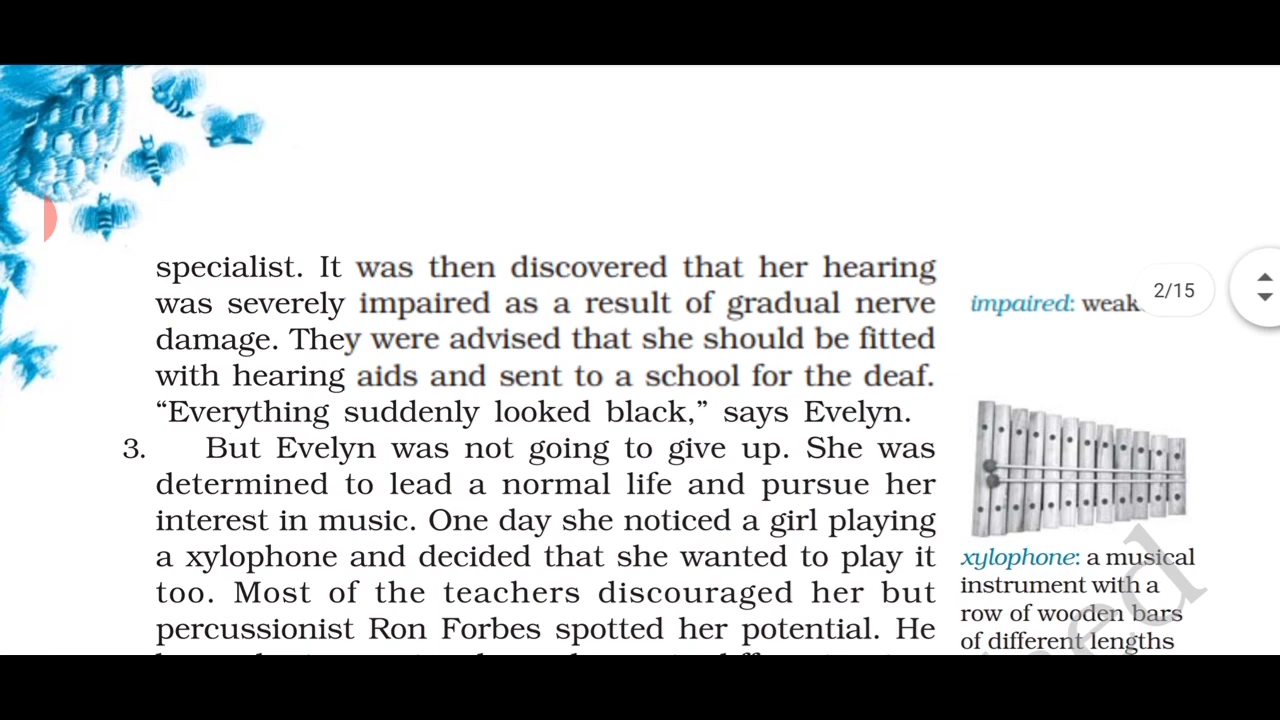 specialist. It was then discovered that her hearing
was severely impaired as a result of gradual nerve
damage. They were advised that she should be fitted
with hearing aids and sent to a school for the deaf.
“Everything suddenly looked black,” says Evelyn.
3. But Evelyn was not going to give up. She was
determined to lead a normal life and pursue her
interest in music. One day she noticed a girl playing
a xylophone and decided that she wanted to play it
too. Most of the teachers discouraged her but
percussionist Ron Forbes spotted her potential. He
impaired: weak
2/15
xylophone: a musical
instrument with a
row of wooden bars
of different lengths